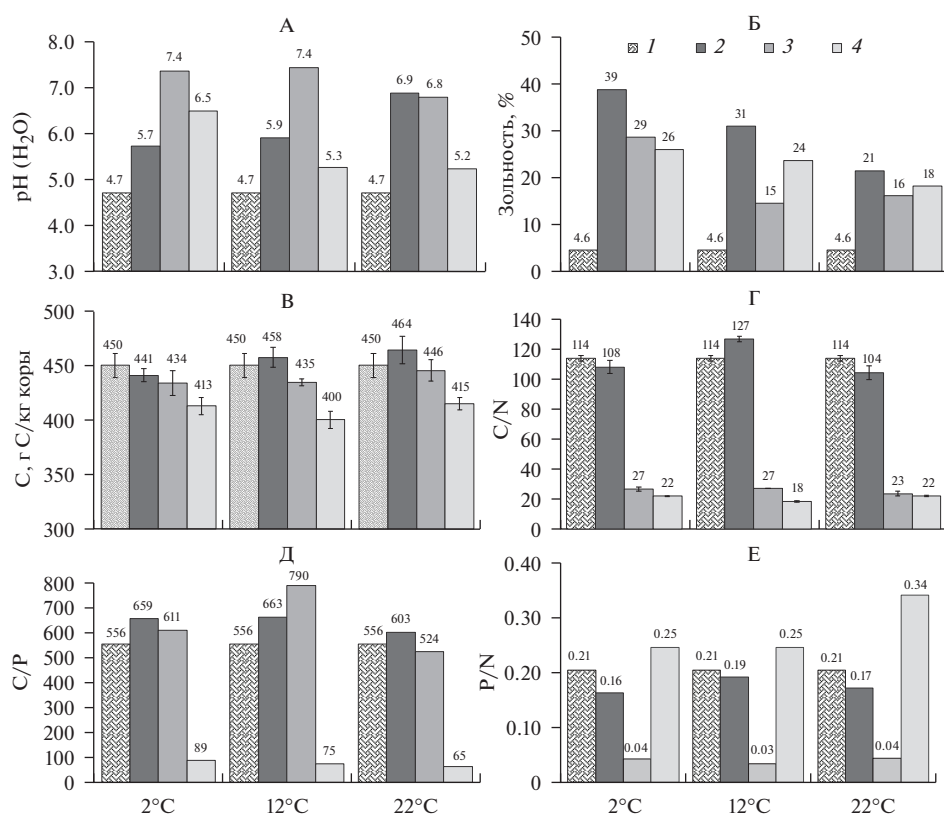 А
pH (H2O)
8.0
7.0
6.0
5.0
4.0
3.0
4.7 5.7 7.4 6.5
4.7 5.9 7.4 5.3
4.7 6.9 6.8 5.2
Б
1 2 3 4
Зольность, %
50
40
30
20
10
0
4.6 39 29 26
4.6 31 15 24
4.6 21 16 18
В
С, г С/кг коры
500
450
400
350
300
450 441 434 413
450 458 435 400
450 464 446 415
Г
C/N
140
120
100
80
60
40
20
0
114 108 27 22
114 127 27 18
114 104 23 22
Д
C/P
800
700
600
500
400
300
200
100
0
556 659 611 89
556 663 790 75
556 603 524 65
2°C 12°C 22°C
Е
P/N
0.40
0.30
0.20
0.10
0
0.21 0.16 0.04 0.25
0.21 0.19 0.03 0.25
0.21 0.17 0.04 0.34
2°C 12°C 22°C